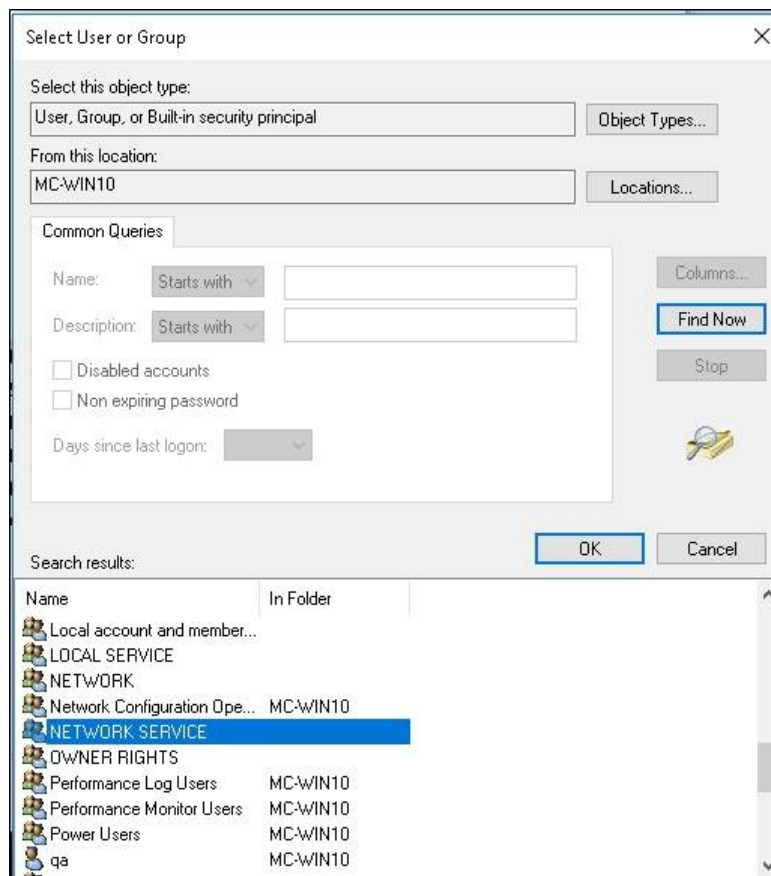 Select User or Group
Select this object type:
User, Group, or Built-in security principal
Object Types...
From this location:
MC-WIN10
Locations...
Common Queries
Name:
Starts with
Columns...
Description:
Starts with
Find Now
Disabled accounts
Stop
Non expiring password
Days since last logon:
OK
Cancel
Search results:
Name In Folder
Local account and member...
LOCAL SERVICE
NETWORK
Network Configuration Ope... MC-WIN10
NETWORK SERVICE
OWNER RIGHTS
Performance Log Users MC-WIN10
Performance Monitor Users MC-WIN10
Power Users MC-WIN10
qa MC-WIN10